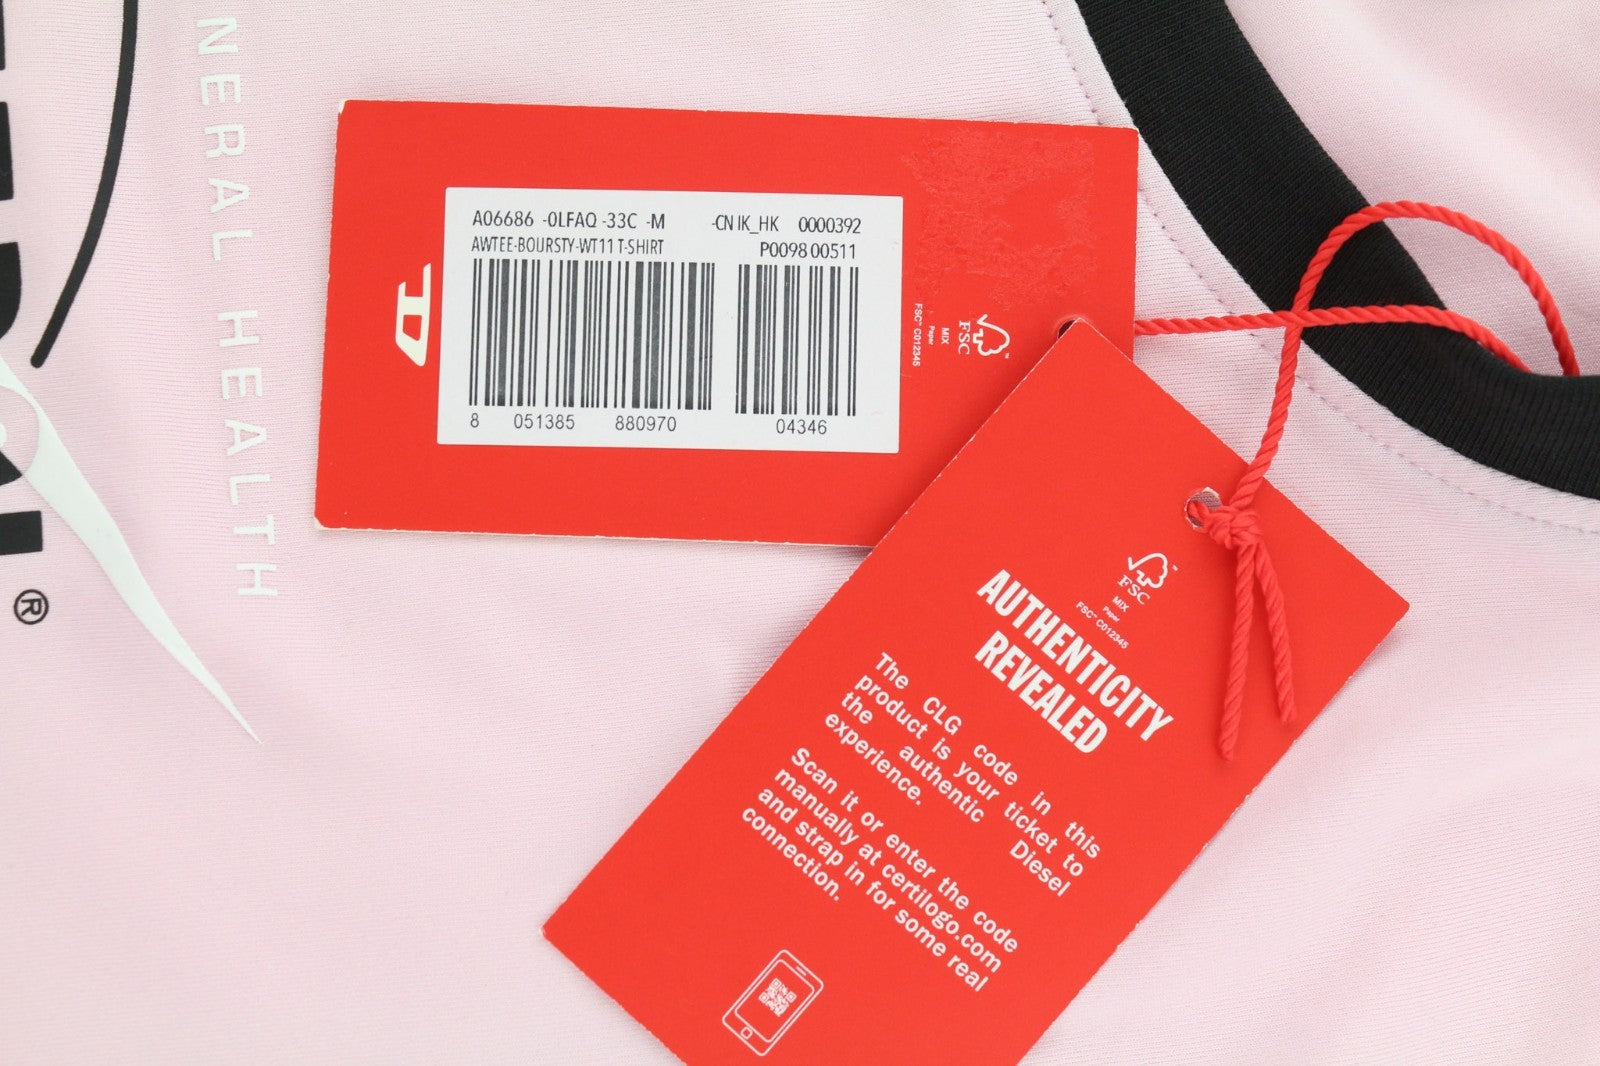 NERAL HEALTH
®
A06686 -0LFAQ -33C -M -CN IK_HK 0000392
AWTEE-BOURSTY-WT11 T-SHIRT P0098 00511
8 051385 880970 04346
D
FSC
MIX
Paper
FSC™ C012345
FSC
MIX
Paper
FSC™ C012345
AUTHENTICITY
REVEALED
The CLG code in this
product is your ticket to
the authentic Diesel
experience.
Scan it or enter the code
manually at certilogo.com
and strap in for some real
connection.